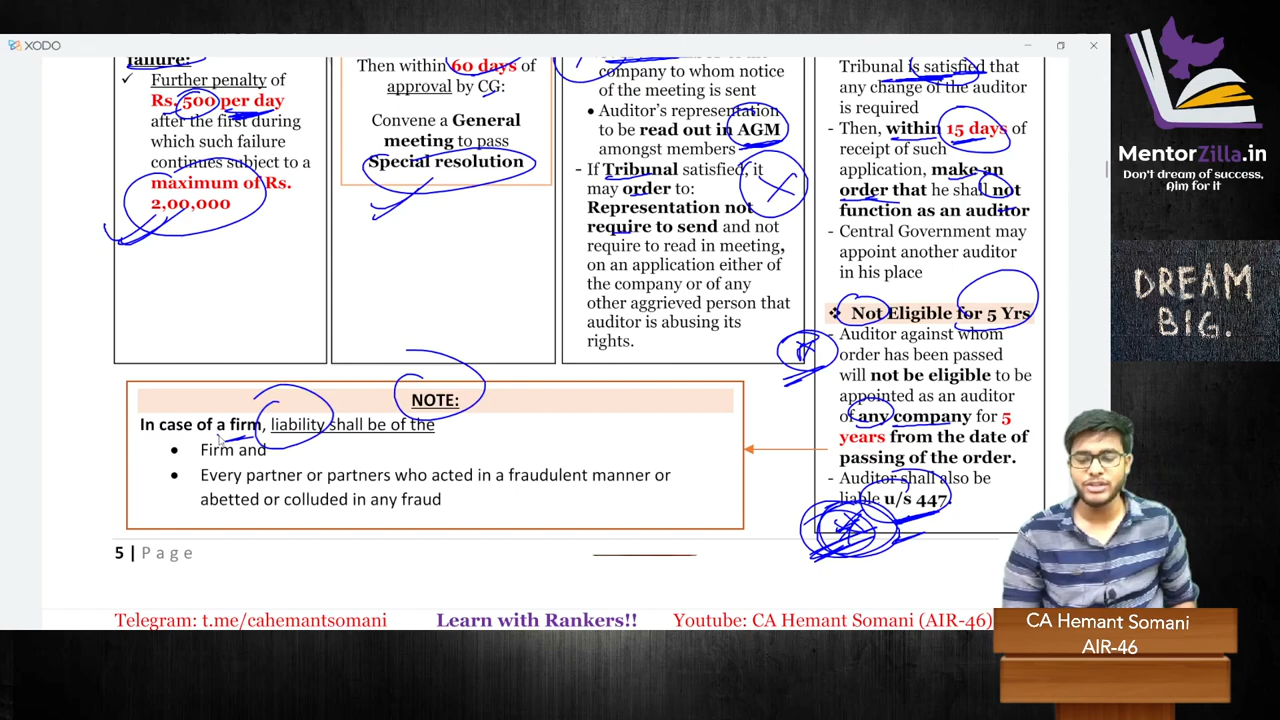 XODO
failure:
✓ Further penalty of
Rs. 500 per day
after the first during
which such failure
continues subject to a
maximum of Rs.
2,00,000
Then within 60 days of
approval by CG:
Convene a General
meeting to pass
Special resolution
company to whom notice
of the meeting is sent
• Auditor's representation
to be read out in AGM
amongst members
- If Tribunal satisfied, it
may order to:
Representation not
require to send and not
require to read in meeting,
on an application either of
the company or of any
other aggrieved person that
auditor is abusing its
rights.
Tribunal is satisfied that
any change of the auditor
is required
- Then, within 15 days of
receipt of such
application, make an
order that he shall not
function as an auditor
- Central Government may
appoint another auditor
in his place
❖ Not Eligible for 5 Yrs
- Auditor against whom
order has been passed
will not be eligible to be
appointed as an auditor
of any company for 5
years from the date of
passing of the order.
- Auditor shall also be
liable u/s 447.
NOTE:
In case of a firm, liability shall be of the
• Firm and
• Every partner or partners who acted in a fraudulent manner or
abetted or colluded in any fraud
5 | Page
Telegram: t.me/cahemantsomani Learn with Rankers!! Youtube: CA Hemant Somani (AIR-46)
MentorZilla.in
Don't dream of success,
Aim for it
DREAM
BIG.
CA Hemant Somani
AIR-46